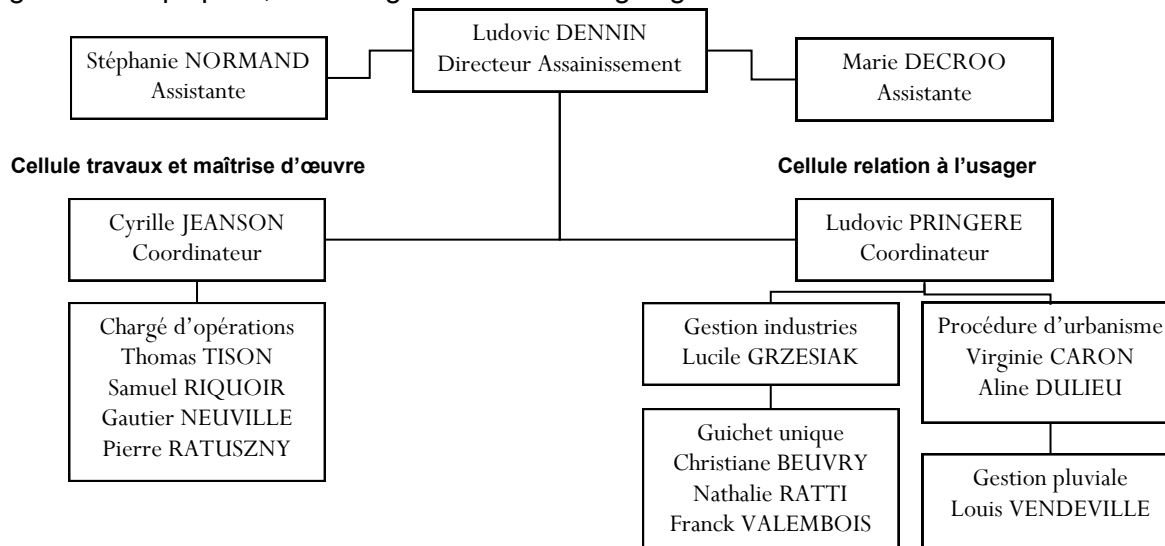 Ludovic DENNIN
Directeur Assainissement
Stéphanie NORMAND
Assistante
Marie DECROO
Assistante
Cellule travaux et maîtrise d’œuvre
Cellule relation à l’usager
Cyrille JEANSON
Coordinateur
Ludovic PRINGERE
Coordinateur
Chargé d’opérations
Thomas TISON
Samuel RIQUOIR
Gautier NEUVILLE
Pierre RATUSZNY
Gestion industries
Lucile GRZESIAK
Procédure d’urbanisme
Virginie CARON
Aline DULIEU
Guichet unique
Christiane BEUVRY
Nathalie RATTI
Franck VALEMBOIS
Gestion pluviale
Louis VENDEVILLE